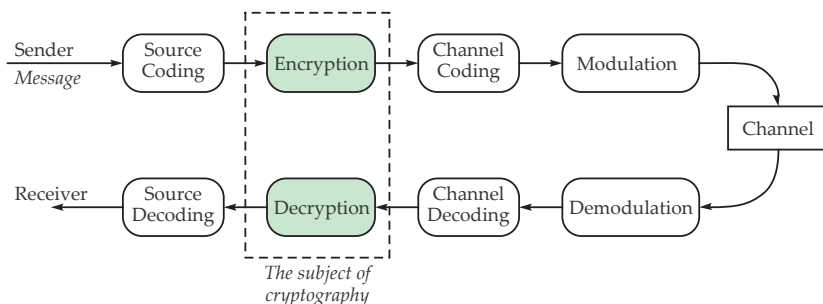 Sender
Message
Source
Coding
Encryption
Channel
Coding
Modulation
Channel
Receiver
Source
Decoding
Decryption
Channel
Decoding
Demodulation
The subject of
cryptography